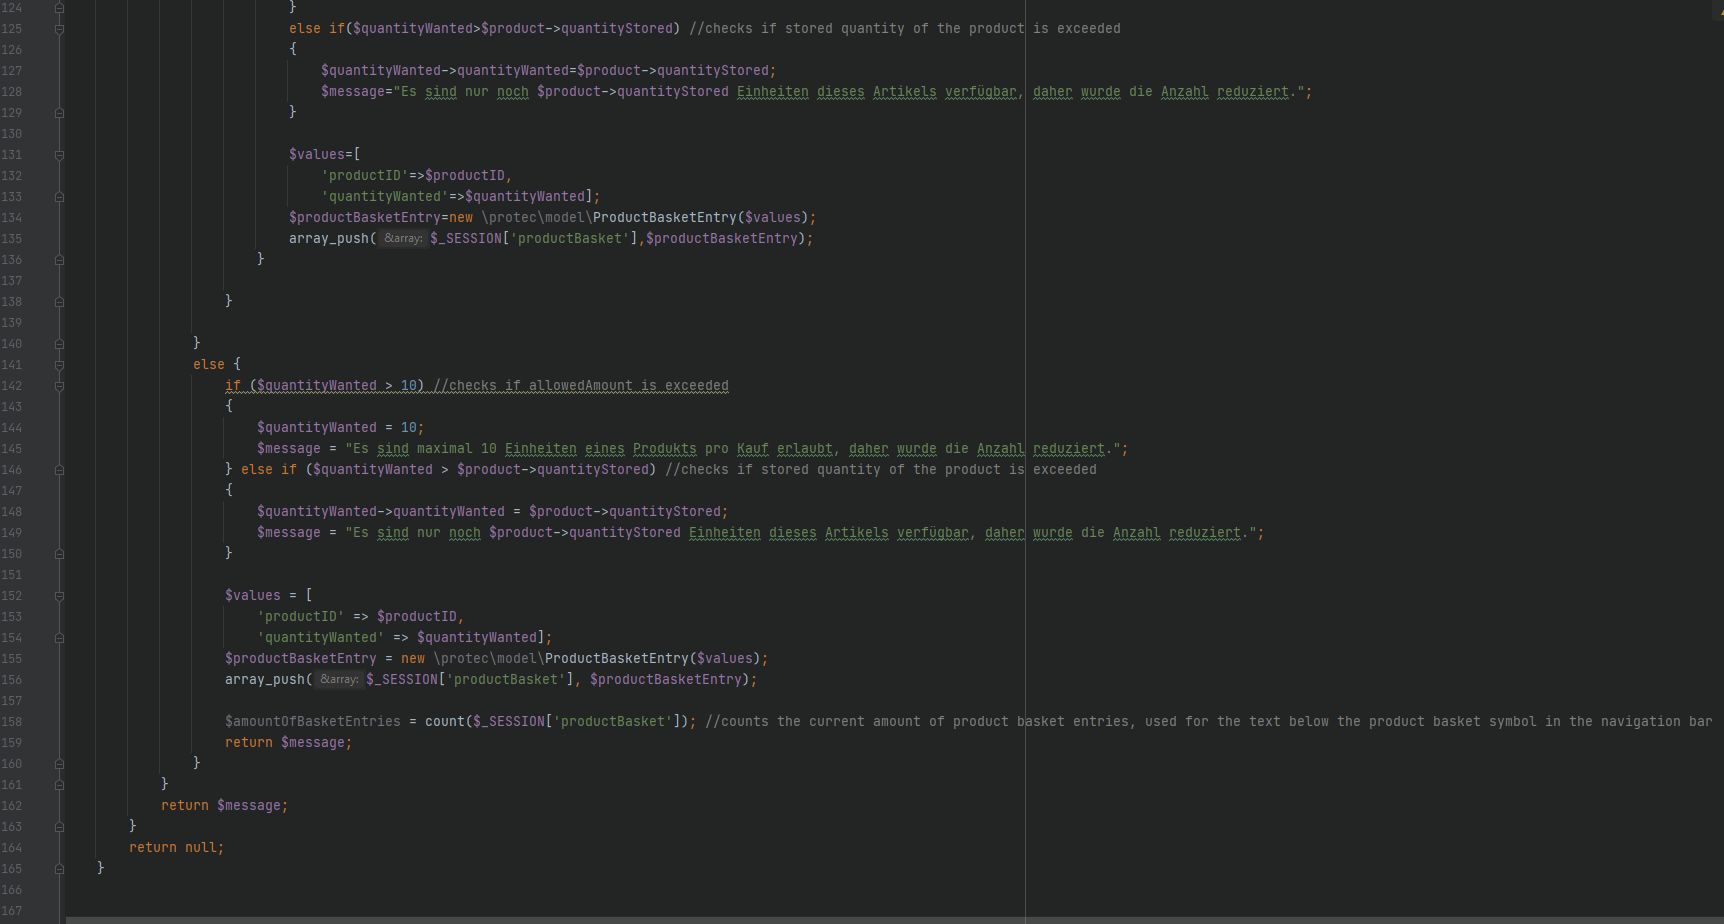 124 }
125 else if($quantityWanted>$product->quantityStored) //checks if stored quantity of the product is exceeded
126 {
127 $quantityWanted->quantityWanted=$product->quantityStored;
128 $message="Es sind nur noch $product->quantityStored Einheiten dieses Artikels verfügbar, daher wurde die Anzahl reduziert.";
129 }
130
131 $values=[
132 'productID'=>$productID,
133 'quantityWanted'=>$quantityWanted];
134 $productBasketEntry=new \protec\model\ProductBasketEntry($values);
135 array_push( &array: $_SESSION['productBasket'],$productBasketEntry);
136 }
137
138 }
139
140 }
141 else {
142 if ($quantityWanted > 10) //checks if allowedAmount is exceeded
143 {
144 $quantityWanted = 10;
145 $message = "Es sind maximal 10 Einheiten eines Produkts pro Kauf erlaubt, daher wurde die Anzahl reduziert.";
146 } else if ($quantityWanted > $product->quantityStored) //checks if stored quantity of the product is exceeded
147 {
148 $quantityWanted->quantityWanted = $product->quantityStored;
149 $message = "Es sind nur noch $product->quantityStored Einheiten dieses Artikels verfügbar, daher wurde die Anzahl reduziert.";
150 }
151
152 $values = [
153 'productID' => $productID,
154 'quantityWanted' => $quantityWanted];
155 $productBasketEntry = new \protec\model\ProductBasketEntry($values);
156 array_push( &array: $_SESSION['productBasket'], $productBasketEntry);
157
158 $amountOfBasketEntries = count($_SESSION['productBasket']); //counts the current amount of product basket entries, used for the text below the product basket symbol in the navigation bar
159 return $message;
160 }
161 }
162 return $message;
163 }
164 return null;
165 }
166
167